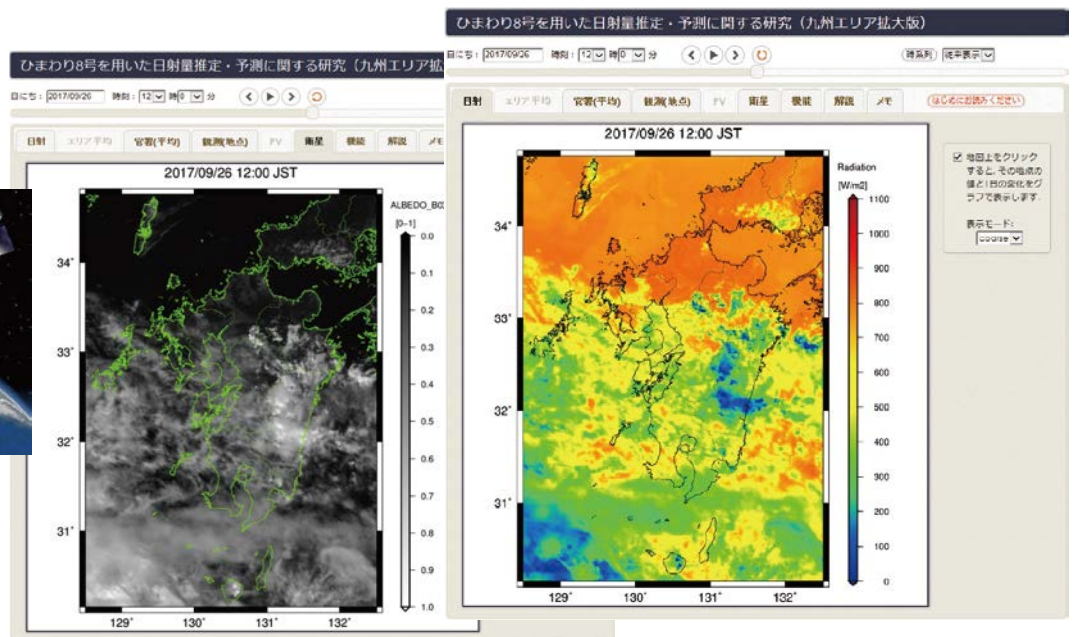 ひまわり8号を用いた日射量推定・予測に関する研究（九州エリア拡
日にち: 2017/09/26 時刻: 12 時 0 分
日射 エリア平均 官署(平均) 観測(地点) PV 衛星 機能 解説 メモ
2017/09/26 12:00 JST
ALBEDO_B0
[0-1]
0.0
0.1
0.3
0.4
0.5
0.6
0.7
0.8
0.9
1.0
34°
33°
32°
31°
129° 130° 131° 132°
ひまわり8号を用いた日射量推定・予測に関する研究（九州エリア拡大版）
日にち: 2017/09/26 時刻: 12 時 0 分 時系列 確率表示
日射 エリア平均 官署(平均) 観測(地点) PV 衛星 機能 解説 メモ (はじめにお読みください)
2017/09/26 12:00 JST
Radiation
[W/m2]
1100
1000
900
800
700
600
500
400
300
200
100
0
34°
33°
32°
31°
129° 130° 131° 132°
地図上をクリック
すると、その地点の
値と1日の変化をグ
ラフで表示します.
表示モード:
coarse